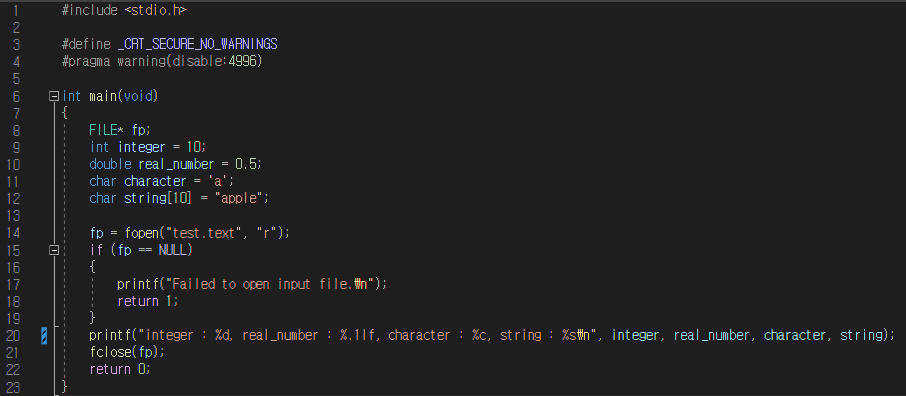 1 #include <stdio.h>
2
3 #define _CRT_SECURE_NO_WARNINGS
4 #pragma warning(disable:4996)
5
6 int main(void)
7 {
8 FILE* fp;
9 int integer = 10;
10 double real_number = 0.5;
11 char character = 'a';
12 char string[10] = "apple";
13
14 fp = fopen("test.text", "r");
15 if (fp == NULL)
16 {
17 printf("Failed to open input file.₩n");
18 return 1;
19 }
20 printf("integer : %d, real_number : %.1lf, character : %c, string : %s₩n", integer, real_number, character, string);
21 fclose(fp);
22 return 0;
23 }